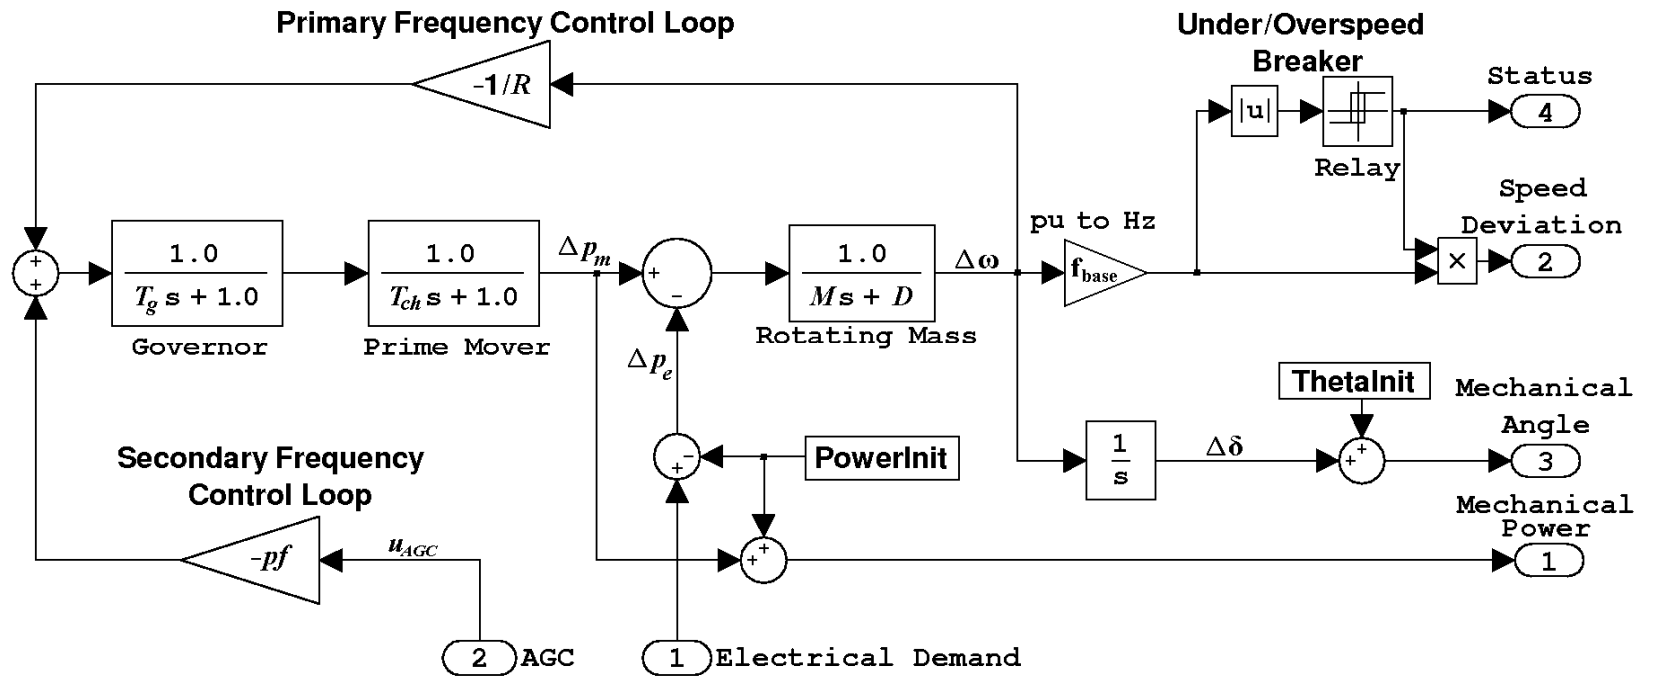 Primary Frequency Control Loop
Under/Overspeed
Breaker
-1/R
|u|
Relay
Status
4
Speed
Deviation
2
pu to Hz
f_base
×
+
+
1.0
T_g s + 1.0
Governor
1.0
T_ch s + 1.0
Prime Mover
Δp_m
+
−
1.0
M s + D
Rotating Mass
Δω
Δp_e
ThetaInit
Mechanical
Angle
3
1
s
Δδ
+
+
PowerInit
−
+
Secondary Frequency
Control Loop
-pf
u_AGC
+
+
Mechanical
Power
1
2
AGC
1
Electrical Demand